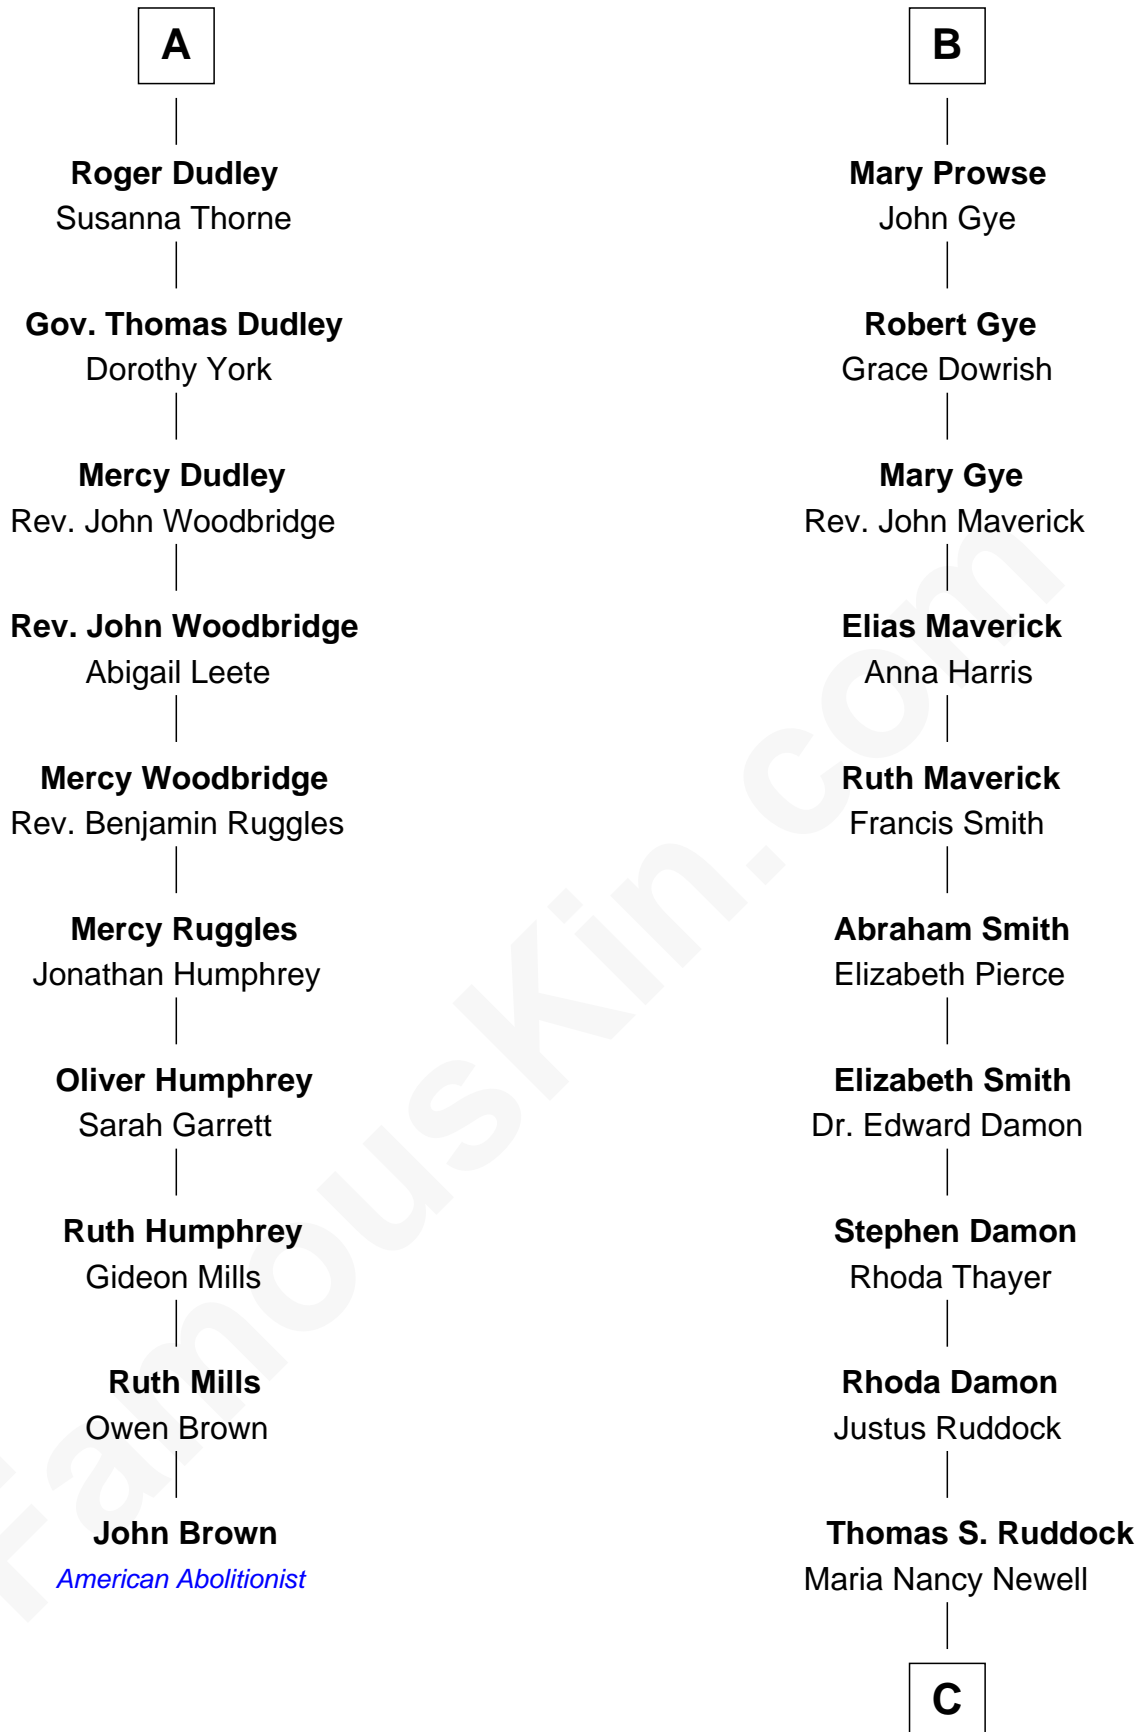 A
Roger Dudley
Susanna Thorne
Gov. Thomas Dudley
Dorothy York
Mercy Dudley
Rev. John Woodbridge
Rev. John Woodbridge
Abigail Leete
Mercy Woodbridge
Rev. Benjamin Ruggles
Mercy Ruggles
Jonathan Humphrey
Oliver Humphrey
Sarah Garrett
Ruth Humphrey
Gideon Mills
Ruth Mills
Owen Brown
John Brown
American Abolitionist
B
Mary Prowse
John Gye
Robert Gye
Grace Dowrish
Mary Gye
Rev. John Maverick
Elias Maverick
Anna Harris
Ruth Maverick
Francis Smith
Abraham Smith
Elizabeth Pierce
Elizabeth Smith
Dr. Edward Damon
Stephen Damon
Rhoda Thayer
Rhoda Damon
Justus Ruddock
Thomas S. Ruddock
Maria Nancy Newell
C
FamousKin.com